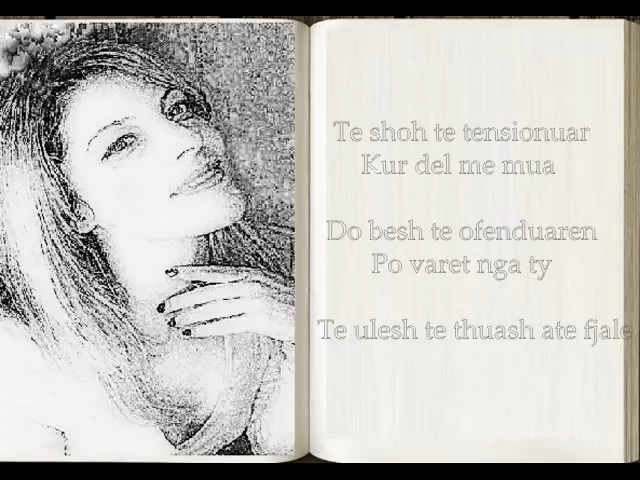 Te shoh te tensionuar
Kur del me mua
Do besh te ofenduaren
Po varet nga ty
Te ulesh te thuash ate fjale